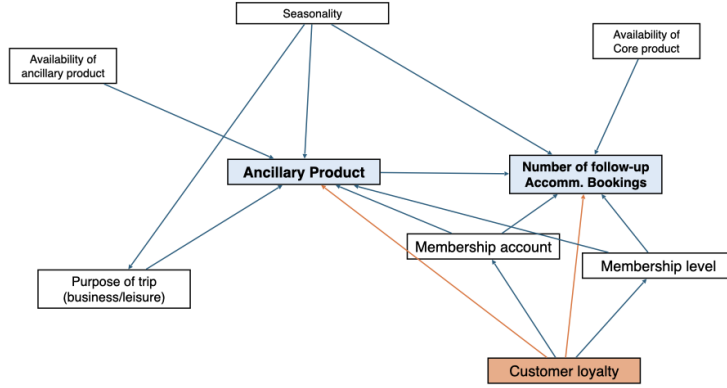 Seasonality
Availability of
Core product
Availability of
ancillary product
Ancillary Product
Number of follow-up
Accomm. Bookings
Membership account
Membership level
Purpose of trip
(business/leisure)
Customer loyalty